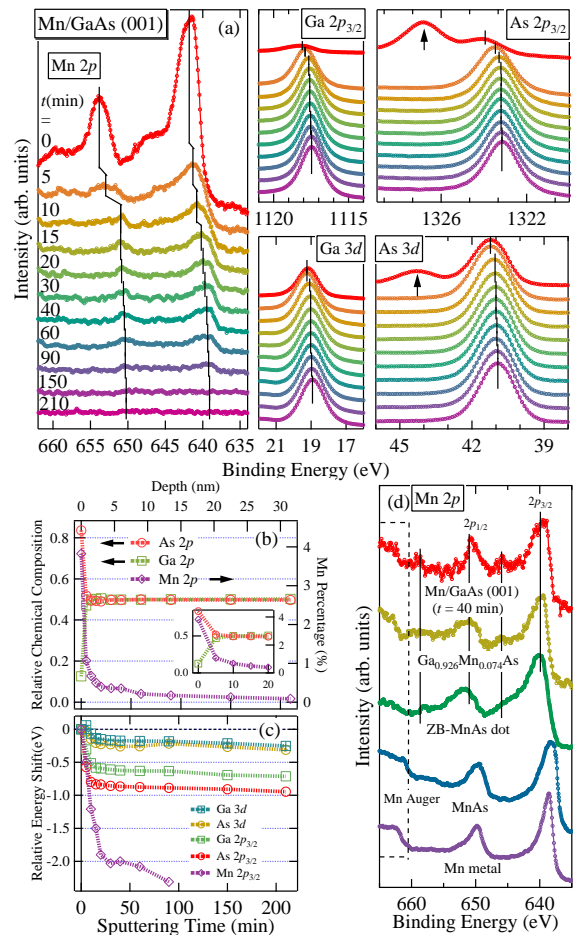 Mn/GaAs (001)
(a)
Mn 2p
t(min)
=
0
5
10
15
20
30
40
60
90
150
210
660 655 650 645 640 635
Intensity (arb. units)
Ga 2p3/2
1120 1115
As 2p3/2
1326 1322
Ga 3d
21 19 17
As 3d
44 41 38
Binding Energy (eV)
Depth (nm)
0 5 10 15 20 25 30
(b)
As 2p
Ga 2p
Mn 2p
0.8
0.6
0.4
0.2
0.0
Relative Chemical Composition
4
3
2
1
0
Mn Percentage (%)
0.5
0.0
4
2
0
0 5 10 15 20
(c)
0
-0.5
-1.0
-1.5
-2.0
Relative Energy Shift(eV)
Ga 3d
As 3d
Ga 2p3/2
As 2p3/2
Mn 2p3/2
0 50 100 150 200
Sputtering Time (min)
(d)
Mn 2p
2p3/2
2p1/2
Mn/GaAs (001)
(t = 40 min)
Ga0.926Mn0.074As
ZB-MnAs dot
Mn Auger
MnAs
Mn metal
Intensity (arb. units)
660 650 640
Binding Energy (eV)